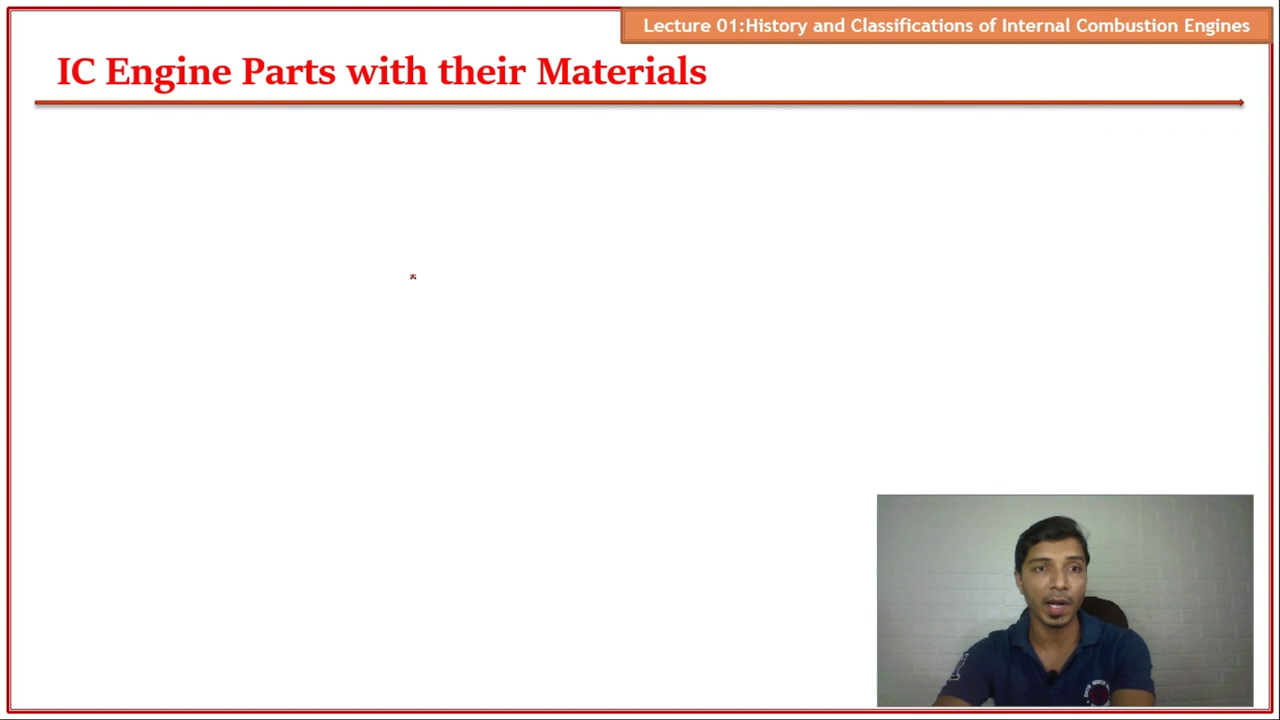 Lecture 01:History and Classifications of Internal Combustion Engines
IC Engine Parts with their Materials